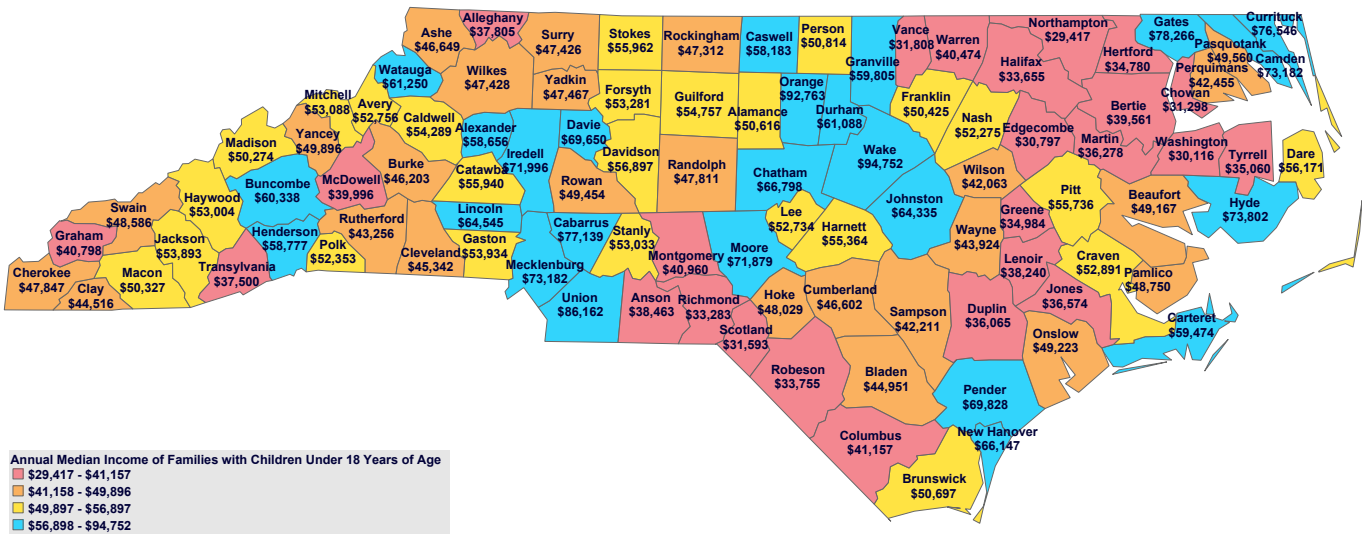 Alleghany
$37,805
Ashe
$46,649
Surry
$47,426
Stokes
$55,962
Rockingham
$47,312
Caswell
$58,183
Person
$50,814
Granville
$59,805
Vance
$31,808
Warren
$40,474
Northampton
$29,417
Halifax
$33,655
Hertford
$34,780
Gates
$78,266
Currituck
$76,546
Pasquotank
$49,560
Camden
$73,182
Perquimans
$42,455
Chowan
$31,298
Watauga
$61,250
Wilkes
$47,428
Yadkin
$47,467
Forsyth
$53,281
Guilford
$54,757
Alamance
$50,616
Orange
$92,763
Durham
$61,088
Franklin
$50,425
Nash
$52,275
Edgecombe
$30,797
Bertie
$39,561
Martin
$36,278
Washington
$30,116
Tyrrell
$35,060
Dare
$56,171
Mitchell
$53,088
Avery
$52,756
Caldwell
$54,289
Alexander
$58,656
Iredell
$71,996
Davie
$69,650
Davidson
$56,897
Randolph
$47,811
Chatham
$66,798
Wake
$94,752
Wilson
$42,063
Pitt
$55,736
Beaufort
$49,167
Hyde
$73,802
Madison
$50,274
Yancey
$49,896
McDowell
$39,996
Burke
$46,203
Catawba
$55,940
Rowan
$49,454
Johnston
$64,335
Greene
$34,984
Swain
$48,586
Haywood
$53,004
Buncombe
$60,338
Rutherford
$43,256
Lincoln
$64,545
Cabarrus
$77,139
Stanly
$53,033
Montgomery
$40,960
Moore
$71,879
Lee
$52,734
Harnett
$55,364
Wayne
$43,924
Lenoir
$38,240
Craven
$52,891
Pamlico
$48,750
Graham
$40,798
Jackson
$53,893
Henderson
$58,777
Polk
$52,353
Cleveland
$45,342
Gaston
$53,934
Mecklenburg
$73,182
Cherokee
$47,847
Clay
$44,516
Macon
$50,327
Transylvania
$37,500
Union
$86,162
Anson
$38,463
Richmond
$33,283
Scotland
$31,593
Hoke
$48,029
Cumberland
$46,602
Sampson
$42,211
Duplin
$36,065
Jones
$36,574
Onslow
$49,223
Carteret
$59,474
Robeson
$33,755
Bladen
$44,951
Pender
$69,828
Columbus
$41,157
New Hanover
$66,147
Brunswick
$50,697
Annual Median Income of Families with Children Under 18 Years of Age
$29,417 - $41,157
$41,158 - $49,896
$49,897 - $56,897
$56,898 - $94,752